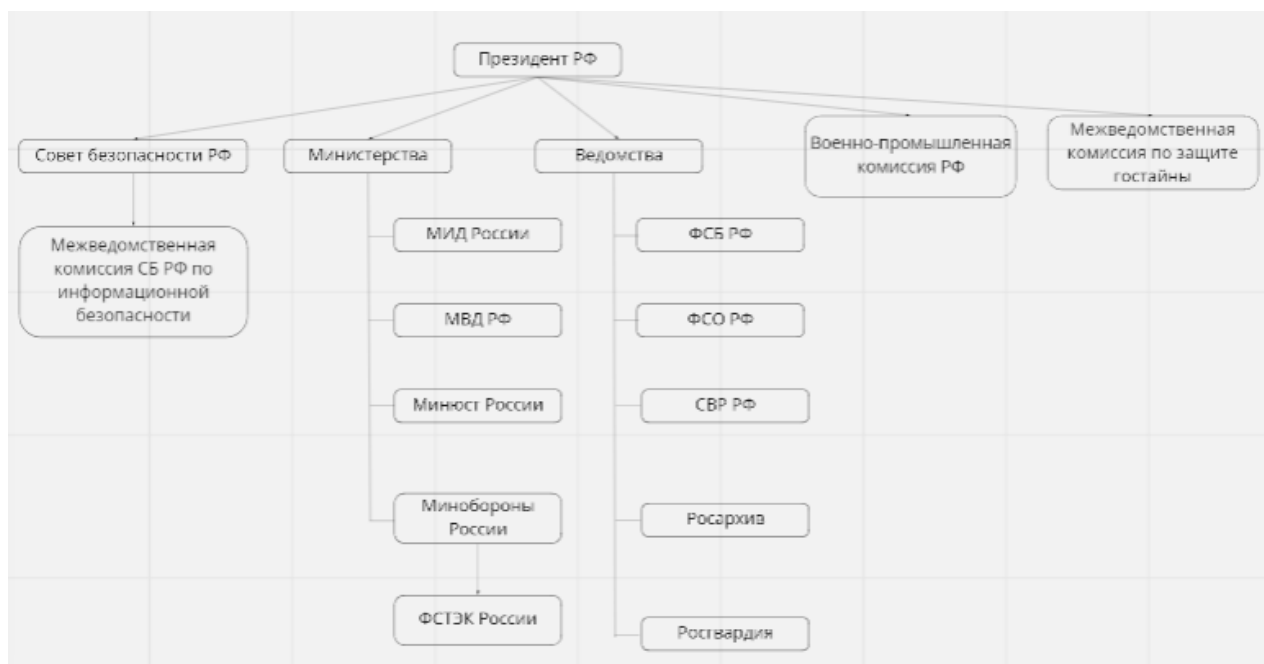 Президент РФ
Совет безопасности РФ
Министерства
Ведомства
Военно-промышленная
комиссия РФ
Межведомственная
комиссия по защите
гостайны
Межведомственная
комиссия СБ РФ по
информационной
безопасности
МИД России
ФСБ РФ
МВД РФ
ФСО РФ
Минюст России
СВР РФ
Минобороны
России
Росархив
ФСТЭК России
Росгвардия